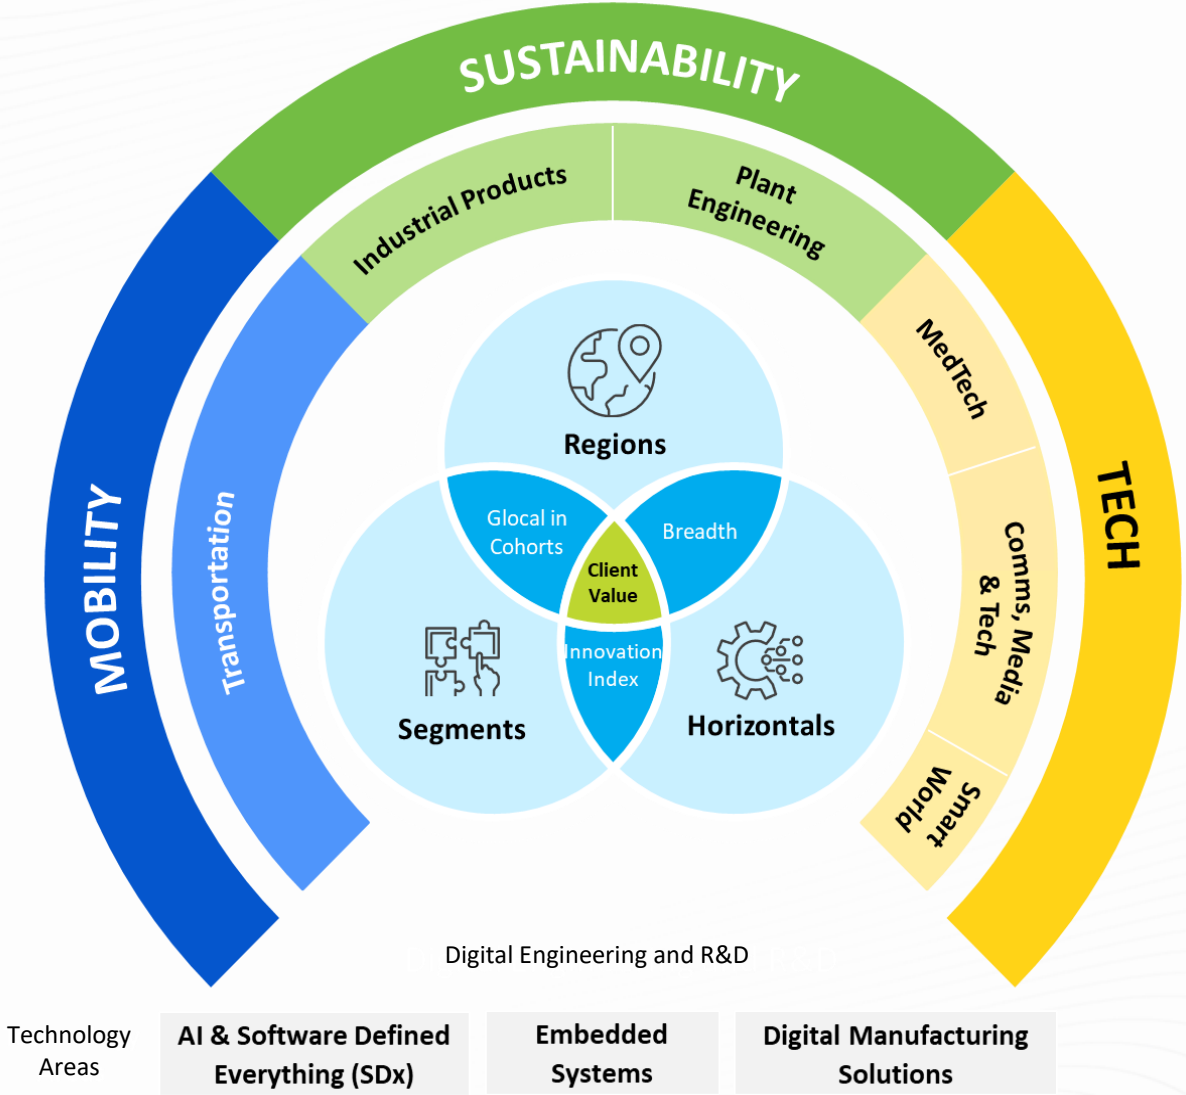 SUSTAINABILITY
Industrial Products
Plant
Engineering
MOBILITY
Transportation
TECH
MedTech
Comms, Media
& Tech
Smart
World
Regions
Glocal in
Cohorts
Breadth
Client
Value
Innovation
Index
Segments
Horizontals
Digital Engineering and R&D
Technology
Areas
AI & Software Defined
Everything (SDx)
Embedded
Systems
Digital Manufacturing
Solutions